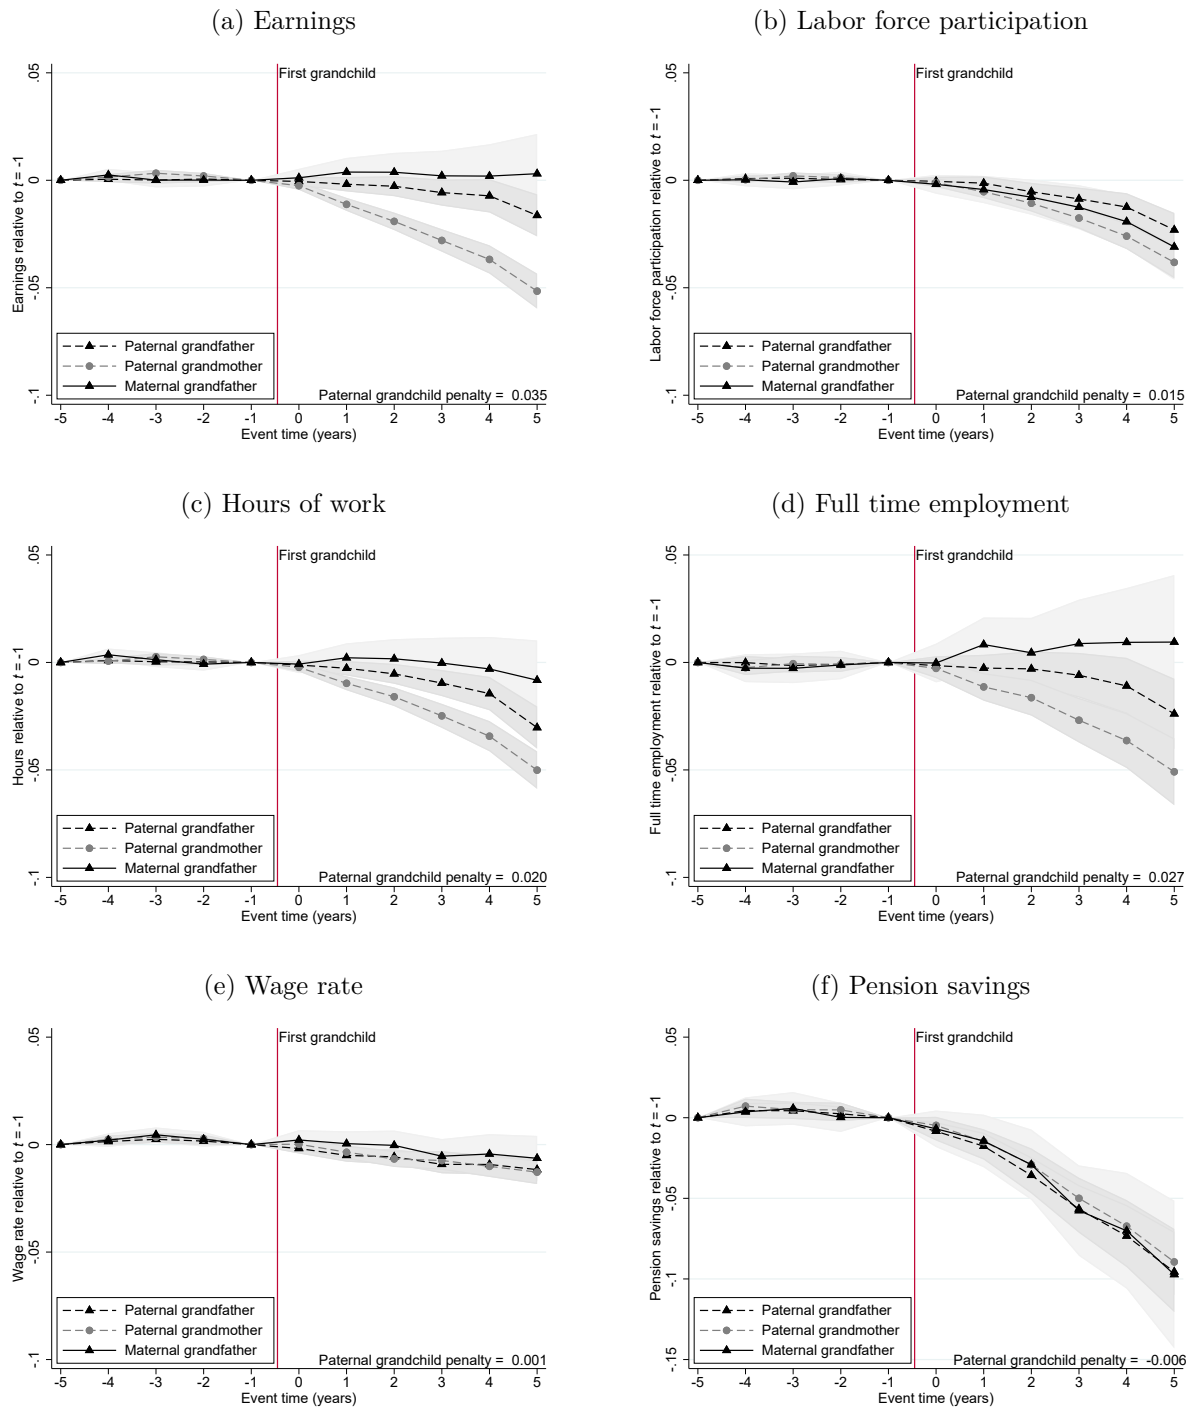 (a) Earnings
Earnings relative to t = -1
.05
0
-.05
-.1
First grandchild
Paternal grandfather
Paternal grandmother
Maternal grandfather
Paternal grandchild penalty = 0.035
-5 -4 -3 -2 -1 0 1 2 3 4 5
Event time (years)
(b) Labor force participation
Labor force participation relative to t = -1
.05
0
-.05
-.1
First grandchild
Paternal grandfather
Paternal grandmother
Maternal grandfather
Paternal grandchild penalty = 0.015
-5 -4 -3 -2 -1 0 1 2 3 4 5
Event time (years)
(c) Hours of work
Hours relative to t = -1
.05
0
-.05
-.1
First grandchild
Paternal grandfather
Paternal grandmother
Maternal grandfather
Paternal grandchild penalty = 0.020
-5 -4 -3 -2 -1 0 1 2 3 4 5
Event time (years)
(d) Full time employment
Full time employment relative to t = -1
.05
0
-.05
-.1
First grandchild
Paternal grandfather
Paternal grandmother
Maternal grandfather
Paternal grandchild penalty = 0.027
-5 -4 -3 -2 -1 0 1 2 3 4 5
Event time (years)
(e) Wage rate
Wage rate relative to t = -1
.05
0
-.05
-.1
First grandchild
Paternal grandfather
Paternal grandmother
Maternal grandfather
Paternal grandchild penalty = 0.001
-5 -4 -3 -2 -1 0 1 2 3 4 5
Event time (years)
(f) Pension savings
Pension savings relative to t = -1
.05
0
-.05
-.1
-.15
First grandchild
Paternal grandfather
Paternal grandmother
Maternal grandfather
Paternal grandchild penalty = -0.006
-5 -4 -3 -2 -1 0 1 2 3 4 5
Event time (years)